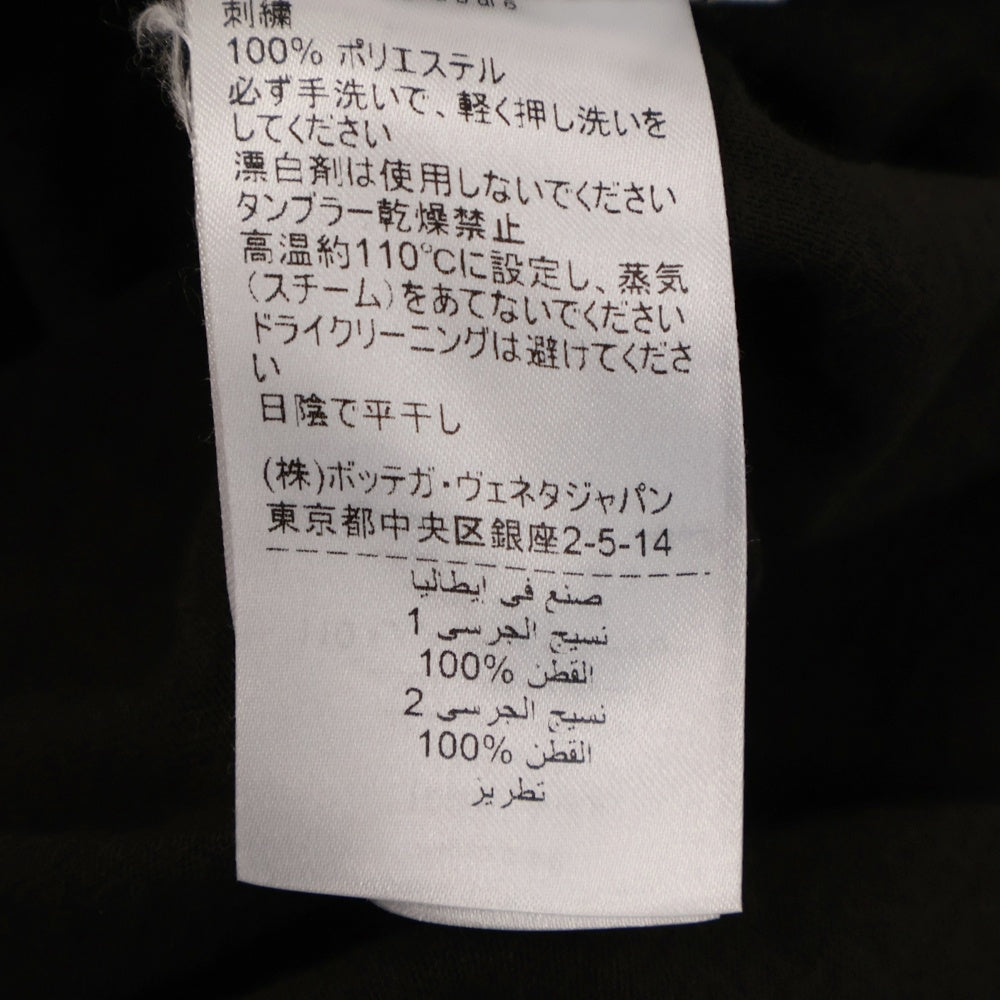 刺繍
100% ポリエステル
必ず手洗いで、軽く押し洗いを
してください
漂白剤は使用しないでください
タンブラー乾燥禁止
高温約110℃に設定し、蒸気
(スチーム)をあてないでください
ドライクリーニングは避けてくださ
い
日陰で平干し
(株)ボッテガ・ヴェネタジャパン
東京都中央区銀座2-5-14
صنع في إيطاليا
نسيج الجرسي 1
القطن %100
نسيج الجرسي 2
القطن %100
تطريز